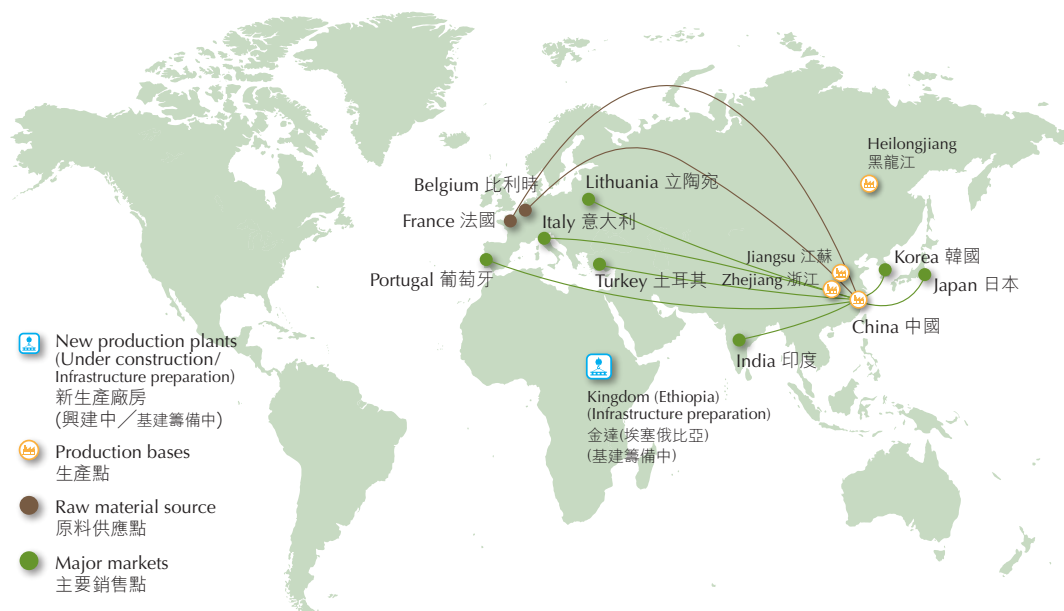 Heilongjiang
黑龍江
Belgium 比利時
Lithuania 立陶宛
France 法國
Italy 意大利
Jiangsu 江蘇
Korea 韓國
Portugal 葡萄牙
Turkey 土耳其
Zhejiang 浙江
Japan 日本
China 中國
India 印度
Kingdom (Ethiopia)
(Infrastructure preparation)
金達(埃塞俄比亞)
(基建籌備中)
New production plants
(Under construction/
Infrastructure preparation)
新生產廠房
(興建中／基建籌備中)
Production bases
生產點
Raw material source
原料供應點
Major markets
主要銷售點